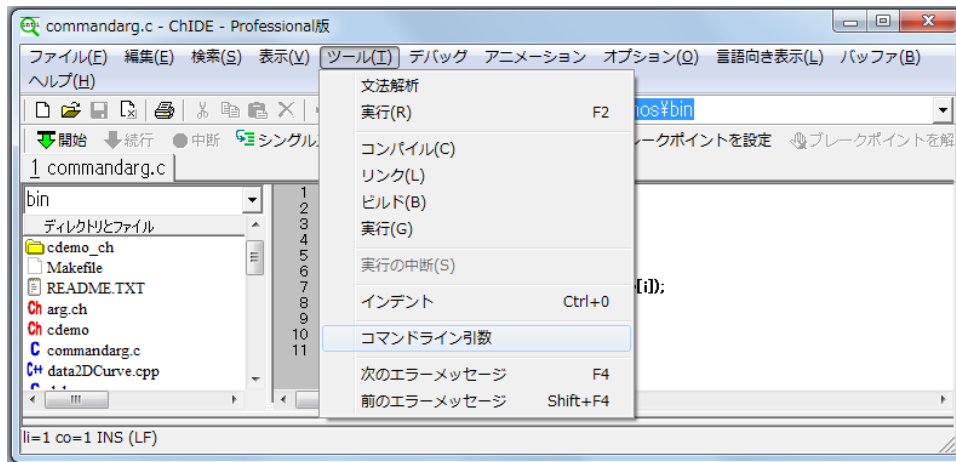 commandarg.c - ChIDE - Professional版
ファイル(F) 編集(E) 検索(S) 表示(V) ツール(T) デバッグ アニメーション オプション(O) 言語向き表示(L) バッファ(B)
ヘルプ(H)
文法解析
実行(R) F2
コンパイル(C)
リンク(L)
ビルド(B)
実行(G)
実行の中断(S)
インデント Ctrl+0
コマンドライン引数
次のエラーメッセージ F4
前のエラーメッセージ Shift+F4
os¥bin
開始 続行 中断 シングル ークポイントを設定 ブレークポイントを解
1 commandarg.c
bin
ディレクトリとファイル
cdemo_ch
Makefile
README.TXT
Ch arg.ch
Ch cdemo
C commandarg.c
C++ data2DCurve.cpp
1
2
3
4
5
6
7
8
9
10
11
[i]);
li=1 co=1 INS (LF)